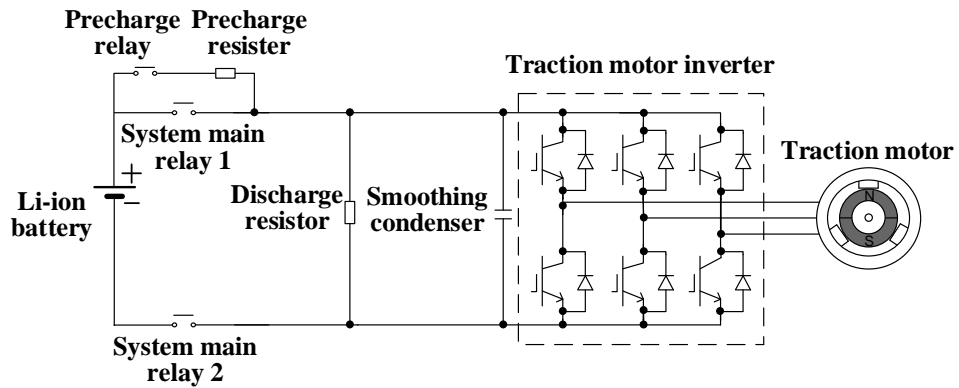 Precharge
relay
Precharge
resister
Traction motor inverter
System main
relay 1
Traction motor
+
−
Li-ion
battery
Discharge
resistor
Smoothing
condenser
N
S
System main
relay 2